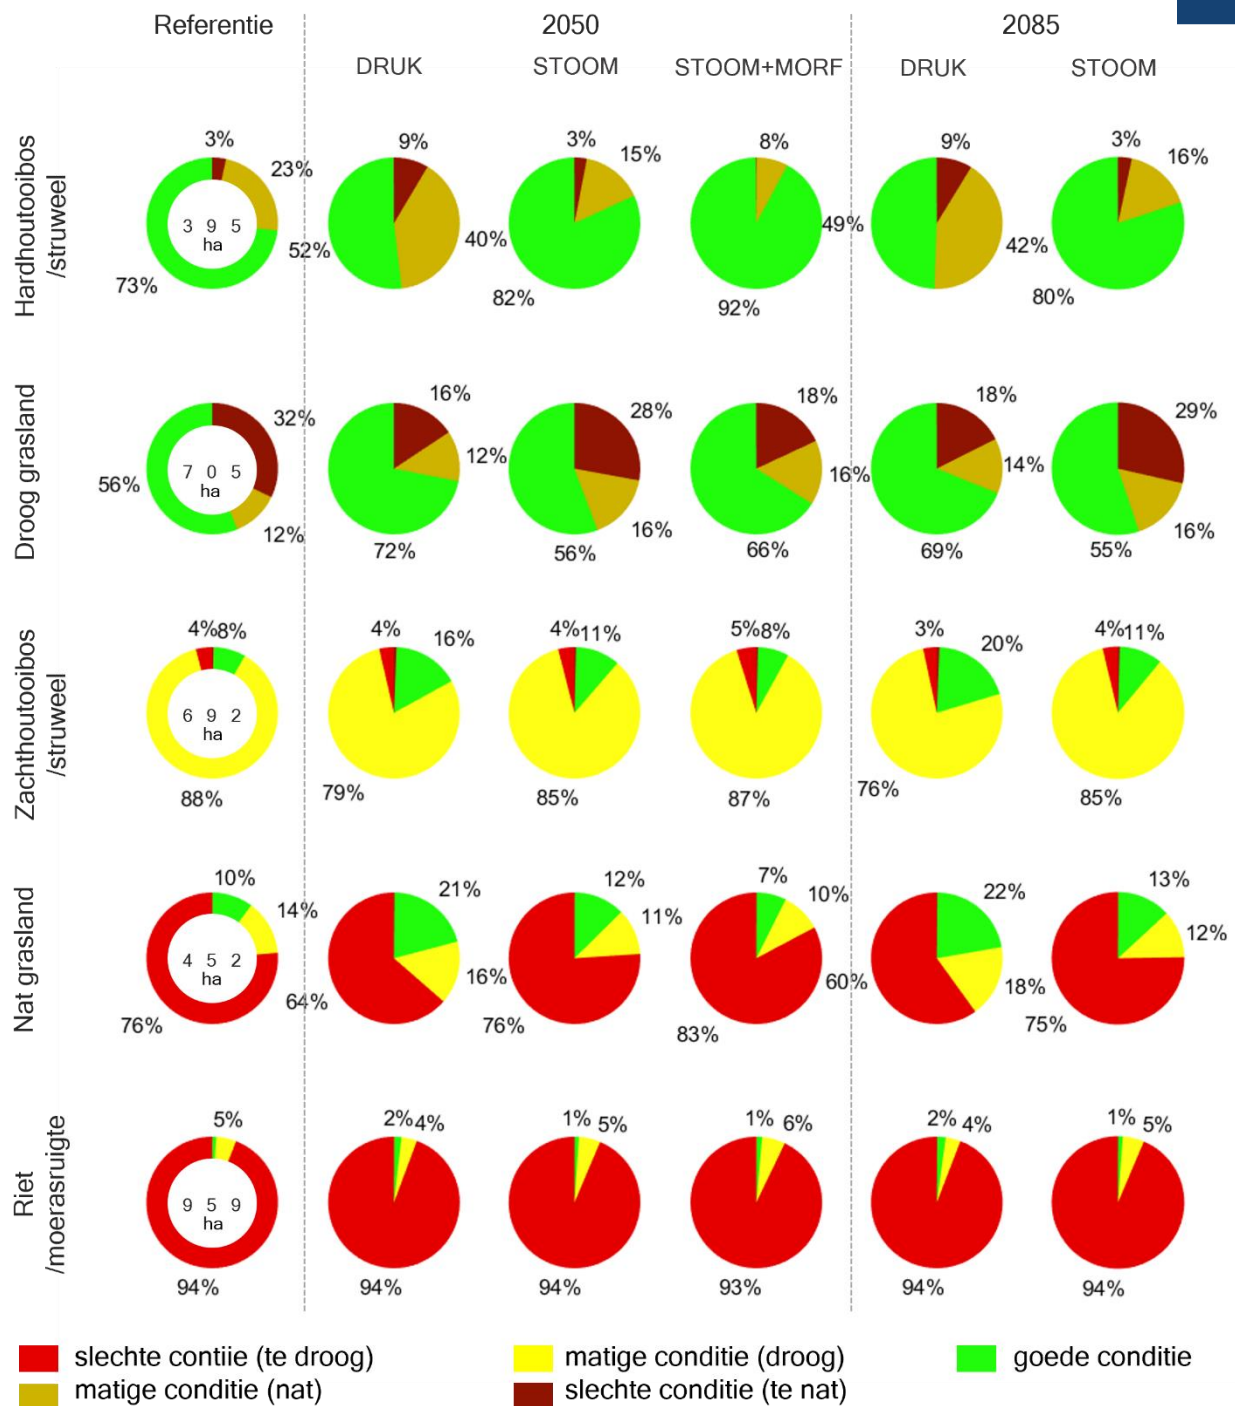 Referentie 2050 2085
DRUK STOOM STOOM+MORF DRUK STOOM
Hardhoutooibos
/struweel
3% 23% 73%
3 9 5
ha
9% 40% 52%
3% 15% 82%
8% 92%
9% 42% 49%
3% 16% 80%
Droog grasland
32% 12% 56%
7 0 5
ha
16% 12% 72%
28% 16% 56%
18% 16% 66%
18% 14% 69%
29% 16% 55%
Zachthoutooibos
/struweel
4% 8% 88%
6 9 2
ha
4% 16% 79%
4% 11% 85%
5% 8% 87%
3% 20% 76%
4% 11% 85%
Nat grasland
10% 14% 76%
4 5 2
ha
21% 16% 64%
12% 11% 76%
7% 10% 83%
22% 18% 60%
13% 12% 75%
Riet
/moerasruigte
5% 94%
9 5 9
ha
2% 4% 94%
1% 5% 94%
1% 6% 93%
2% 4% 94%
1% 5% 94%
slechte contiie (te droog) matige conditie (droog) goede conditie
matige conditie (nat) slechte conditie (te nat)